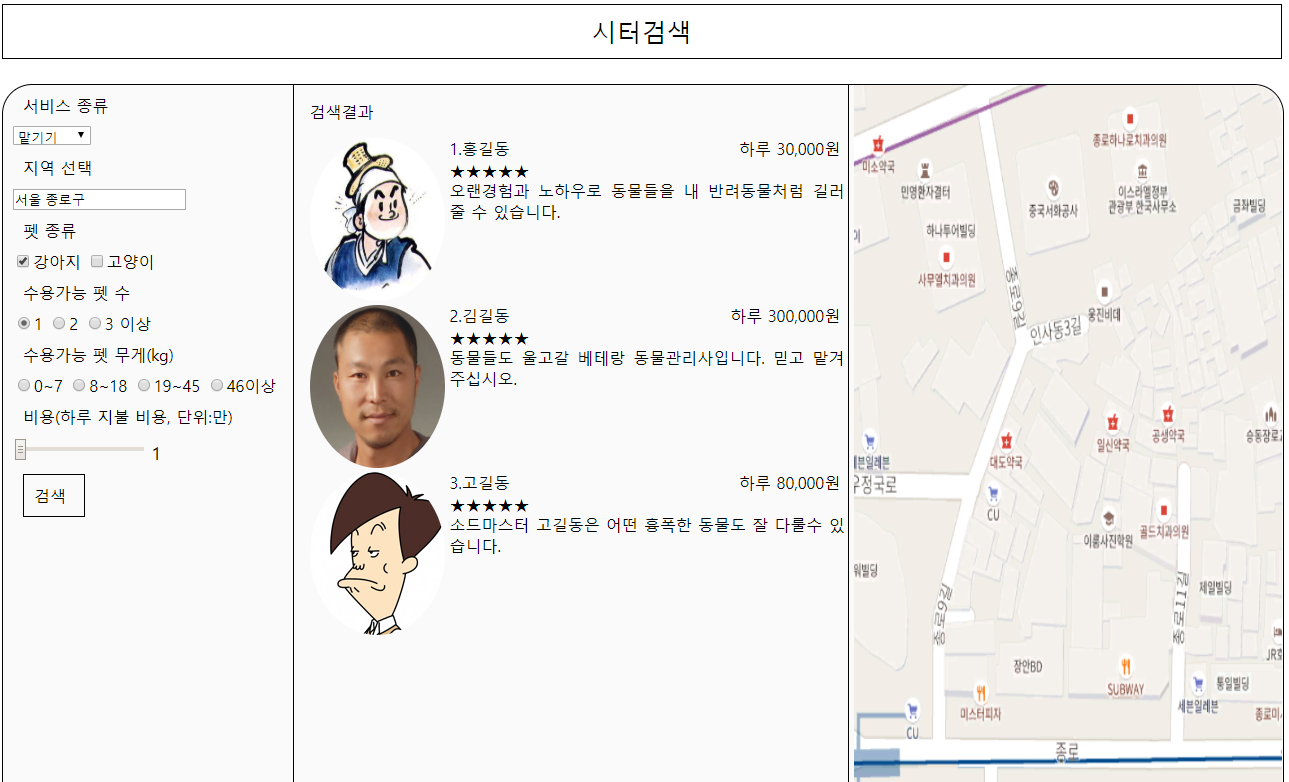 시터검색
서비스 종류
맡기기
지역 선택
서울 종로구
펫 종류
강아지 고양이
수용가능 펫 수
1 2 3 이상
수용가능 펫 무게(kg)
0~7 8~18 19~45 46이상
비용(하루 지불 비용, 단위:만)
1
검색
검색결과
1.홍길동 하루 30,000원
★★★★★
오랜경험과 노하우로 동물들을 내 반려동물처럼 길러
줄 수 있습니다.
2.김길동 하루 300,000원
★★★★★
동물들도 울고갈 베테랑 동물관리사입니다. 믿고 맡겨
주십시오.
3.고길동 하루 80,000원
★★★★★
소드마스터 고길동은 어떤 흉폭한 동물도 잘 다룰수 있
습니다.
종로하나로치과의원
미소약국
민영환자결터
이스라엘정부
관광부 한국사무소
중국서화공사
금좌빌딩
하나투어빌딩
사무엘치과의원
종로9길
웅진비데
인사동3길
공생약국
일신약국
승동장로교
세븐일레븐
대도약국
우정국로
CU
골드치과의원
이룸사진학원
워빌딩
제일빌딩
종로9길
종로11길
JR호
장안BD
SUBWAY
통일빌딩
세븐일레븐
미스터피자
종로미
CU
종로